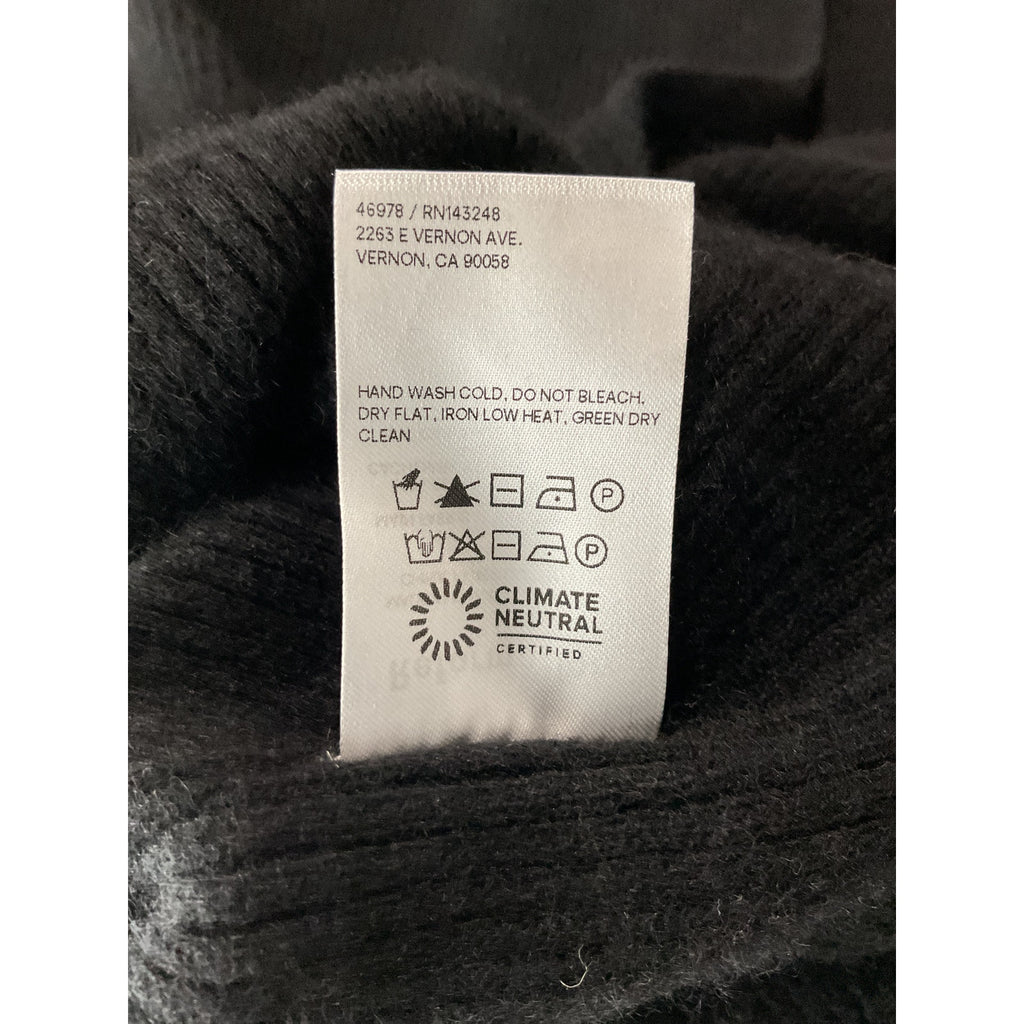 46978 / RN143248
2263 E VERNON AVE.
VERNON, CA 90058
HAND WASH COLD, DO NOT BLEACH.
DRY FLAT, IRON LOW HEAT, GREEN DRY
CLEAN
P
P
CLIMATE
NEUTRAL
CERTIFIED